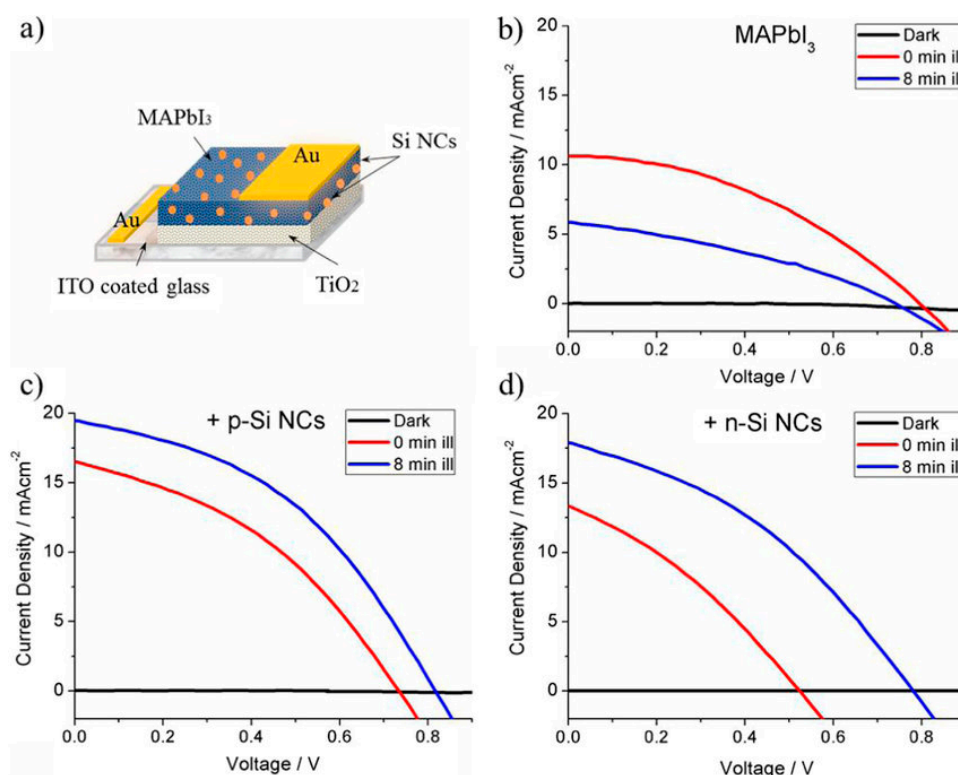 a)
MAPbI3
Au
Si NCs
Au
ITO coated glass
TiO2
b)
MAPbI3
Dark
0 min ill
8 min ill
20
15
10
5
0
Current Density / mAcm-2
0.0 0.2 0.4 0.6 0.8
Voltage / V
c)
+ p-Si NCs
Dark
0 min ill
8 min ill
20
15
10
5
0
Current Density / mAcm-2
0.0 0.2 0.4 0.6 0.8
Voltage / V
d)
+ n-Si NCs
Dark
0 min ill
8 min ill
20
15
10
5
0
Current Density / mAcm-2
0.0 0.2 0.4 0.6 0.8
Voltage / V